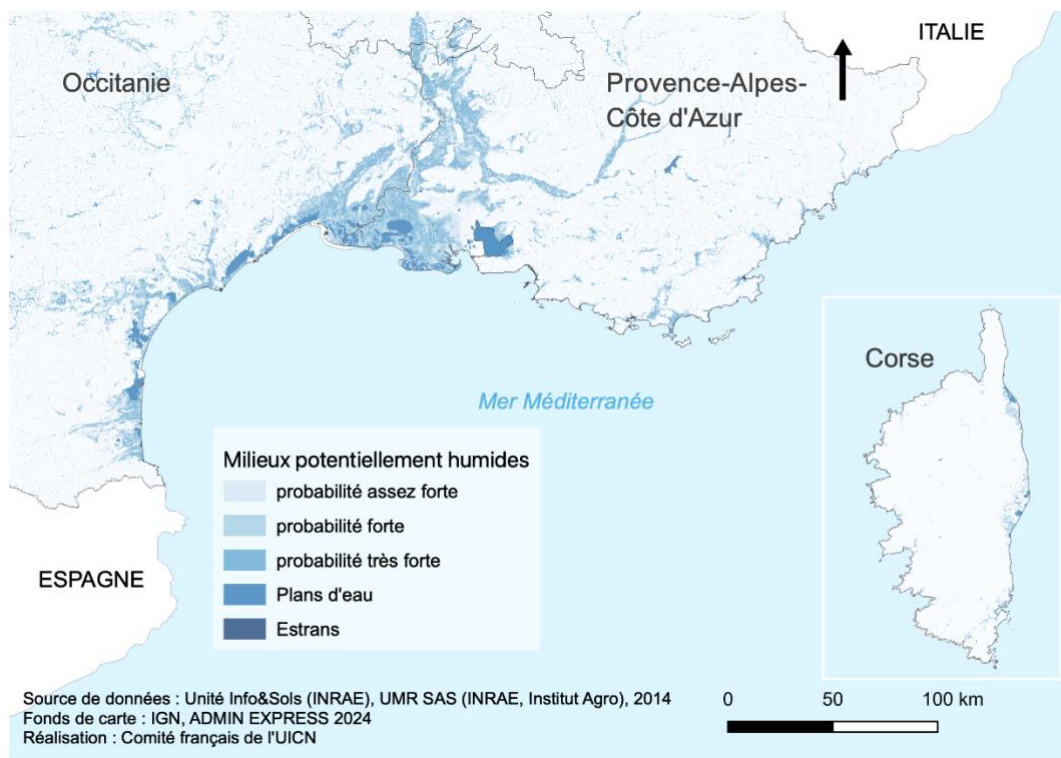 ITALIE
Occitanie
Provence-Alpes-
Côte d'Azur
Corse
Mer Méditerranée
Milieux potentiellement humides
probabilité assez forte
probabilité forte
probabilité très forte
Plans d'eau
Estrans
ESPAGNE
Source de données : Unité Info&Sols (INRAE), UMR SAS (INRAE, Institut Agro), 2014
Fonds de carte : IGN, ADMIN EXPRESS 2024
Réalisation : Comité français de l'UICN
0 50 100 km